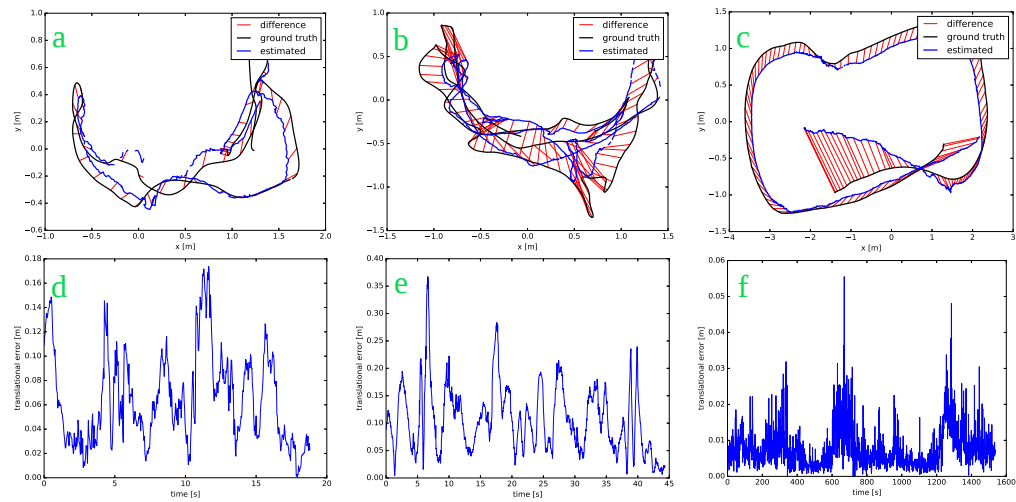 a
difference
ground truth
estimated
y [m]
0.8
0.6
0.4
0.2
0.0
−0.2
−0.4
−0.6
−1.0 −0.5 0.0 0.5 1.0 1.5 2.0
x [m]
b
difference
ground truth
estimated
y [m]
1.0
0.5
0.0
−0.5
−1.0
−1.5
−1.5 −1.0 −0.5 0.0 0.5 1.0 1.5
x [m]
c
difference
ground truth
estimated
y [m]
1.5
1.0
0.5
0.0
−0.5
−1.0
−1.5
−4 −3 −2 −1 0 1 2 3
x [m]
d
translational error [m]
0.18
0.16
0.14
0.12
0.10
0.08
0.06
0.04
0.02
0.00
0 5 10 15 20
time [s]
e
translational error [m]
0.40
0.35
0.30
0.25
0.20
0.15
0.10
0.05
0.00
0 5 10 15 20 25 30 35 40 45
time [s]
f
translational error [m]
0.06
0.05
0.04
0.03
0.02
0.01
0.00
0 200 400 600 800 1000 1200 1400 1600
time [s]